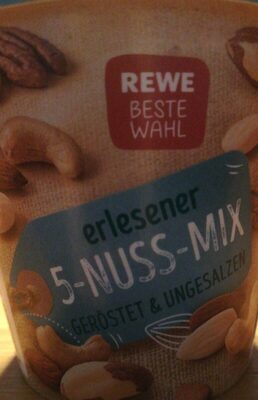 REWE
BESTE
WAHL
erlesener
5-NUSS-MIX
GERÖSTET & UNGESALZEN